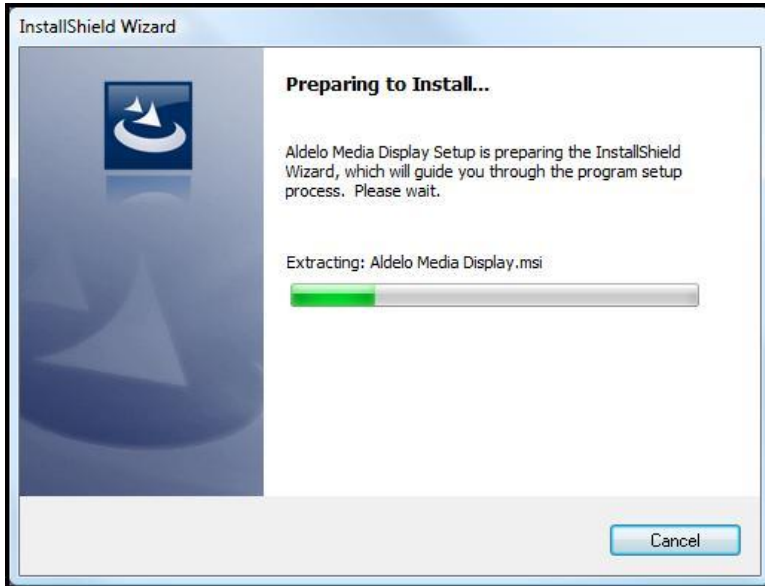 InstallShield Wizard
Preparing to Install...
Aldelo Media Display Setup is preparing the InstallShield
Wizard, which will guide you through the program setup
process.  Please wait.
Extracting: Aldelo Media Display.msi
Cancel